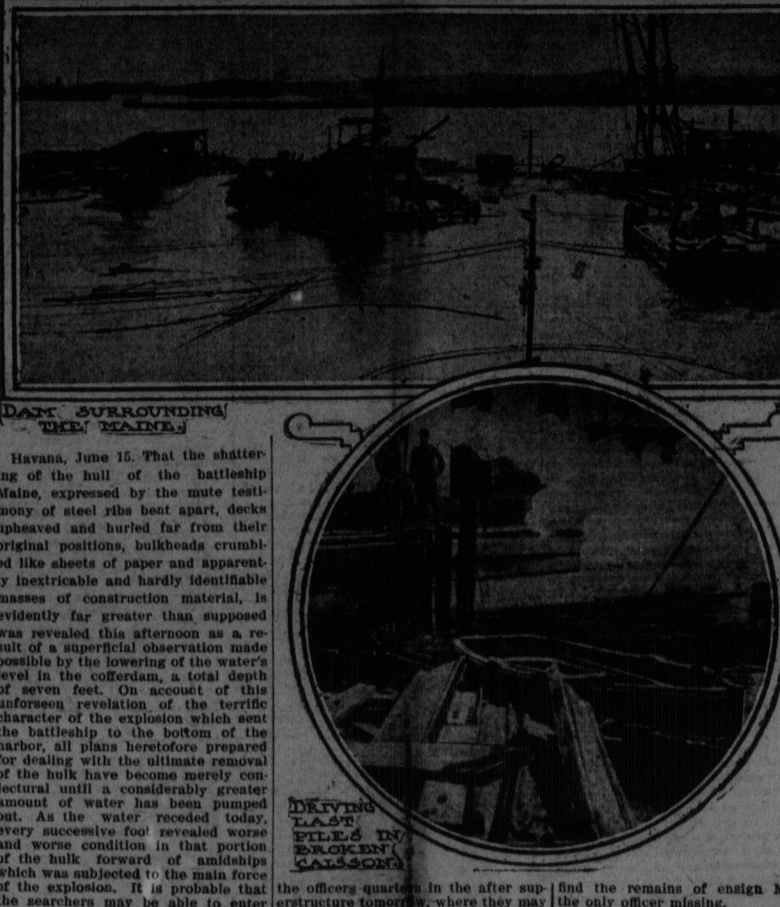 DAM SURROUNDING
THE MAINE.
Havana, June 15. That the shatter-
ing of the hull of the battleship
Maine, expressed by the mute testi-
mony of steel ribs bent apart, decks
upheaved and hurled far from their
original positions, bulkheads crumbl-
ed like sheets of paper and apparent-
ly inextricable and hardly identifiable
masses of construction material, is
evidently far greater than supposed
was revealed this afternoon as a re-
sult of a superficial observation made
possible by the lowering of the water's
level in the cofferdam, a total depth
of seven feet. On account of this
unforseen revelation of the terrific
character of the explosion which sent
the battleship to the bottom of the
harbor, all plans heretofore prepared
for dealing with the ultimate removal
of the hulk have become merely con-
jectural until a considerably greater
amount of water has been pumped
out. As the water receded today,
every successive foot revealed worse
and worse condition in that portion
of the hulk forward of amidships
which was subjected to the main force
of the explosion. It is probable that
the searchers may be able to enter
DRIVING
LAST
PILES IN
BROKEN
CAISSON.
the officers quarters in the after sup-
erstructure tomorrow, where they may
find the remains of ensign
the only officer missing.